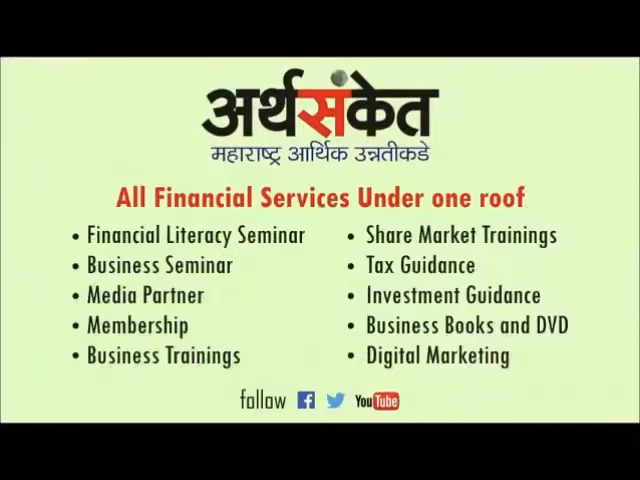 अर्थसंकेत
महाराष्ट्र आर्थिक उन्नतीकडे
All Financial Services Under one roof
• Financial Literacy Seminar
• Business Seminar
• Media Partner
• Membership
• Business Trainings
• Share Market Trainings
• Tax Guidance
• Investment Guidance
• Business Books and DVD
• Digital Marketing
follow f YouTube